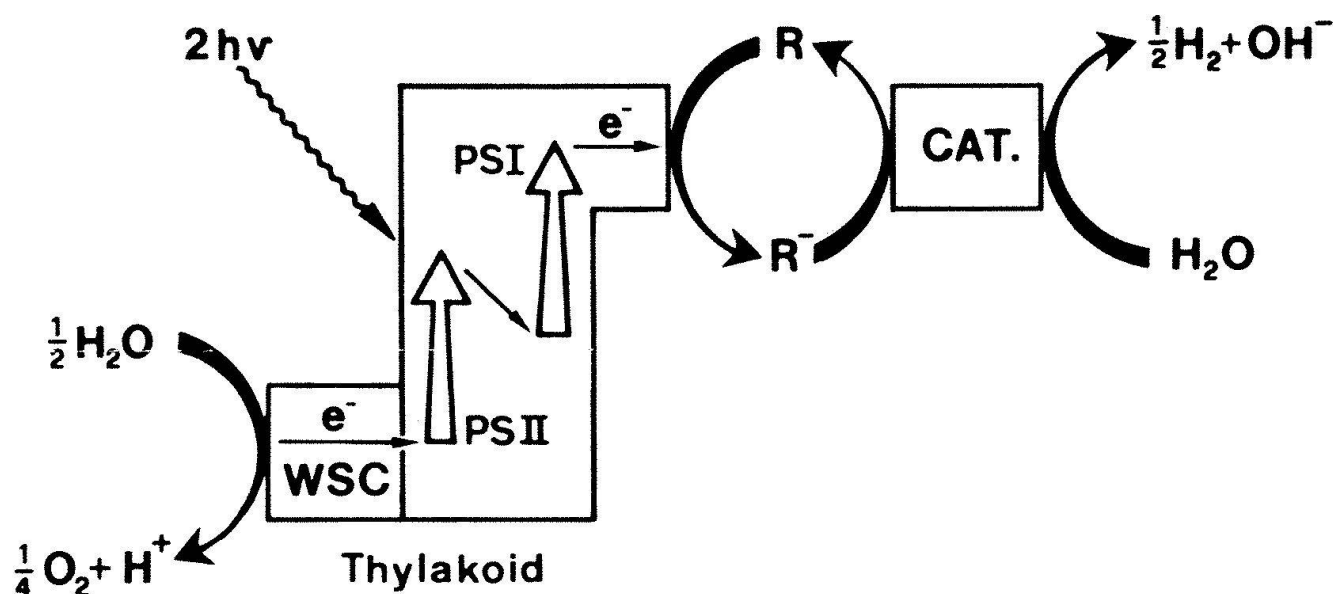 2hν
R
½H₂+OH⁻
PSI
e⁻
CAT.
R⁻
H₂O
½H₂O
e⁻
PSII
WSC
¼O₂+ H⁺
Thylakoid